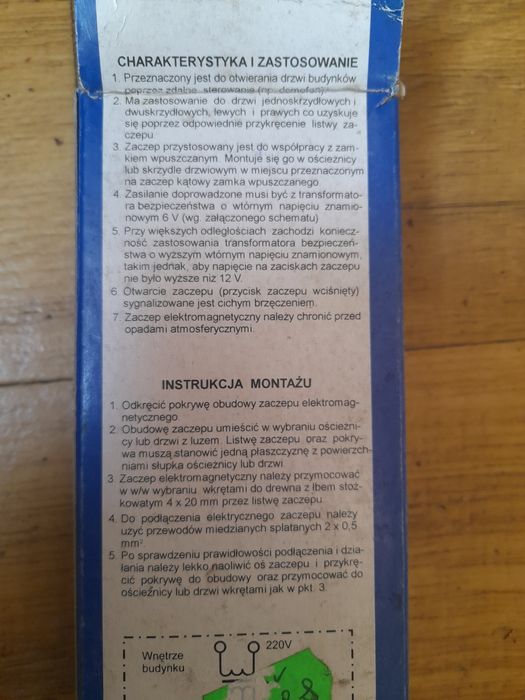 CHARAKTERYSTYKA I ZASTOSOWANIE
1. Przeznaczony jest do otwierania drzwi budynków
poprzez zdalne sterowanie (np. domofon).
2. Ma zastosowanie do drzwi jednoskrzydłowych i
dwuskrzydłowych, lewych i prawych co uzyskuje
się poprzez odpowiednie przykręcenie listwy za-
czepu.
3. Zaczep przystosowany jest do współpracy z zam-
kiem wpuszczanym. Montuje się go w ościeżnicy
lub skrzydle drzwiowym w miejscu przeznaczonym
na zaczep kątowy zamka wpuszczanego.
4. Zasilanie doprowadzone musi być z transformato-
ra bezpieczeństwa o wtórnym napięciu znamio-
nowym 6 V (wg. załączonego schematu)
5. Przy większych odległościach zachodzi koniecz-
ność zastosowania transformatora bezpieczeń-
stwa o wyższym wtórnym napięciu znamionowym,
takim jednak, aby napięcie na zaciskach zaczepu
nie było wyższe niż 12 V.
6. Otwarcie zaczepu (przycisk zaczepu wciśnięty)
sygnalizowane jest cichym brzęczeniem.
7. Zaczep elektromagnetyczny należy chronić przed
opadami atmosferycznymi.
INSTRUKCJA MONTAŻU
1. Odkręcić pokrywę obudowy zaczepu elektromag-
netycznego.
2. Obudowę zaczepu umieścić w wybraniu ościeżni-
cy lub drzwi z luzem. Listwę zaczepu oraz pokry-
wa muszą stanowić jedną płaszczyznę z powierzch-
niami słupka ościeżnicy lub drzwi.
3. Zaczep elektromagnetyczny należy przymocować
w w/w wybraniu wkrętami do drewna z łbem stoż-
kowatym 4 x 20 mm przez listwę zaczepu.
4. Do podłączenia elektrycznego zaczepu należy
użyć przewodów miedzianych splatanych 2 x 0,5
mm².
5. Po sprawdzeniu prawidłowości podłączenia i dzia-
łania należy lekko naoliwić oś zaczepu i przykrę-
cić pokrywę do obudowy oraz przymocować do
ościeżnicy lub drzwi wkrętami jak w pkt. 3.
220V
Wnętrze
budynku